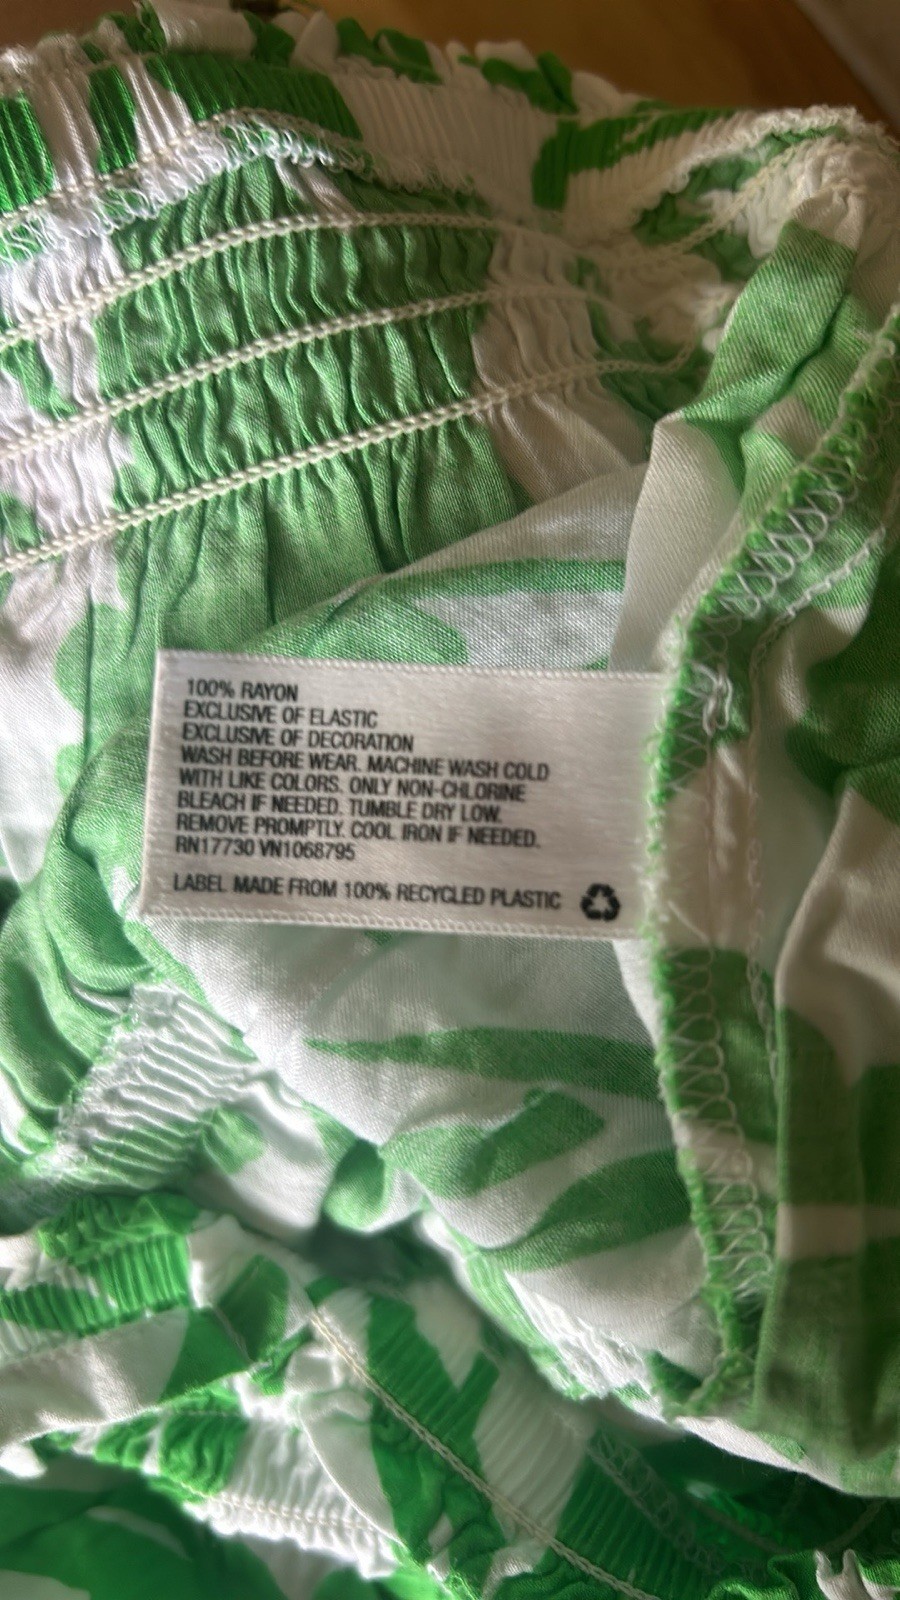 100% RAYON
EXCLUSIVE OF ELASTIC
EXCLUSIVE OF DECORATION
WASH BEFORE WEAR. MACHINE WASH COLD
WITH LIKE COLORS. ONLY NON-CHLORINE
BLEACH IF NEEDED. TUMBLE DRY LOW.
REMOVE PROMPTLY. COOL IRON IF NEEDED.
RN17730 VN1068795
LABEL MADE FROM 100% RECYCLED PLASTIC